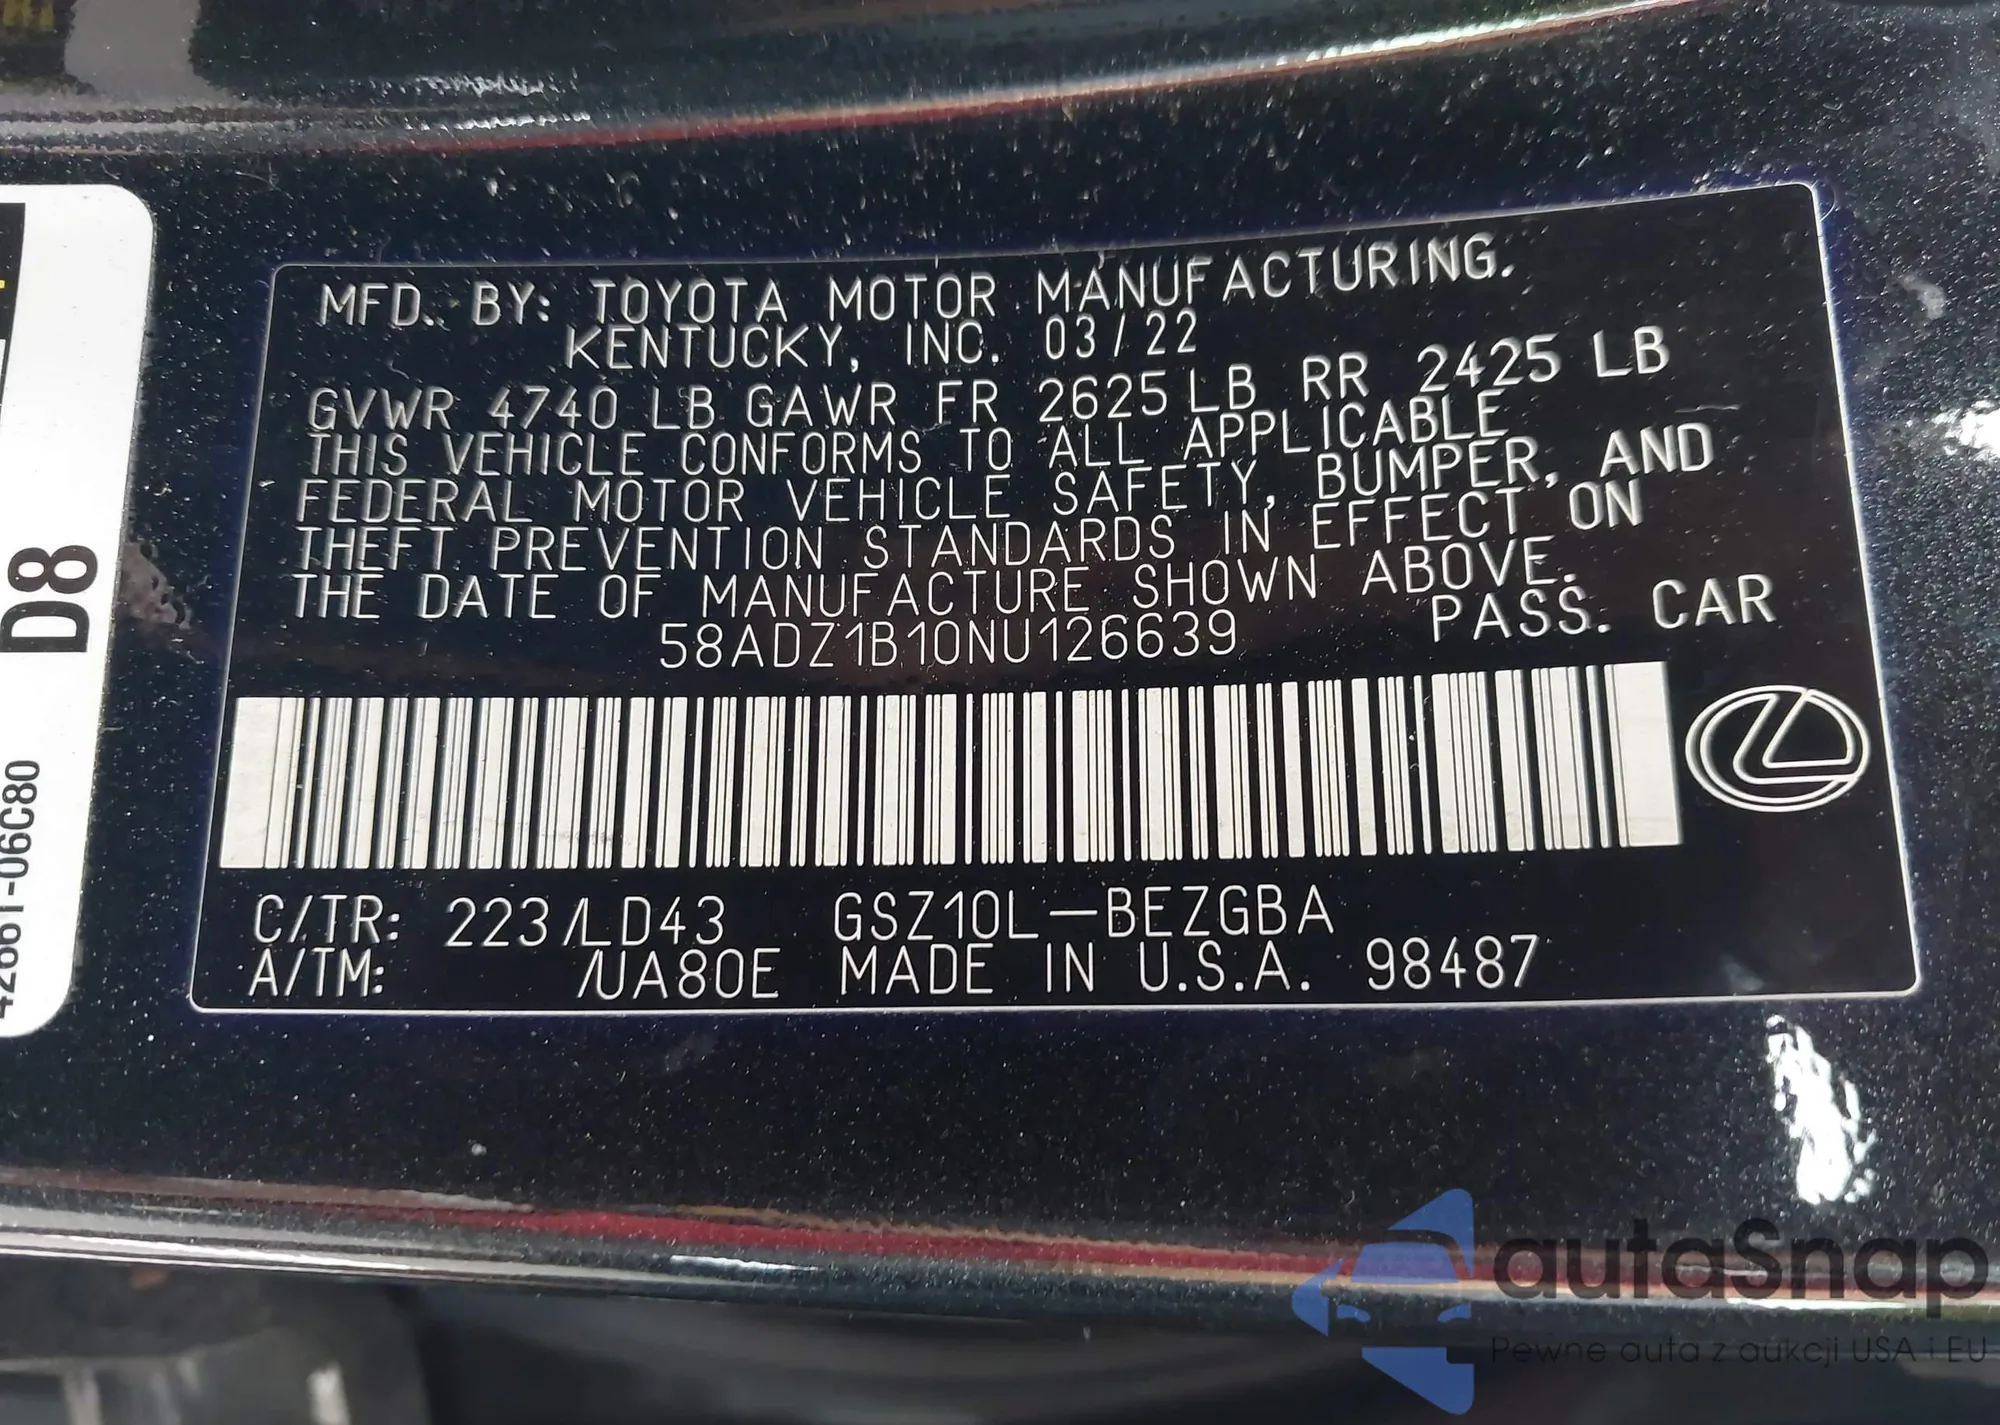 MFD. BY: TOYOTA MOTOR MANUFACTURING.
KENTUCKY, INC. 03/22
GVWR 4740 LB GAWR FR 2625 LB RR 2425 LB
THIS VEHICLE CONFORMS TO ALL APPLICABLE
FEDERAL MOTOR VEHICLE SAFETY, BUMPER, AND
THEFT PREVENTION STANDARDS IN EFFECT ON
THE DATE OF MANUFACTURE SHOWN ABOVE.
58ADZ1B10NU126639 PASS. CAR
C/TR: 223/LD43 GSZ10L-BEZGBA
A/TM: /UA80E MADE IN U.S.A. 98487
D8
42661-06C80
autaSnap
Pewne auta z aukcji USA i EU